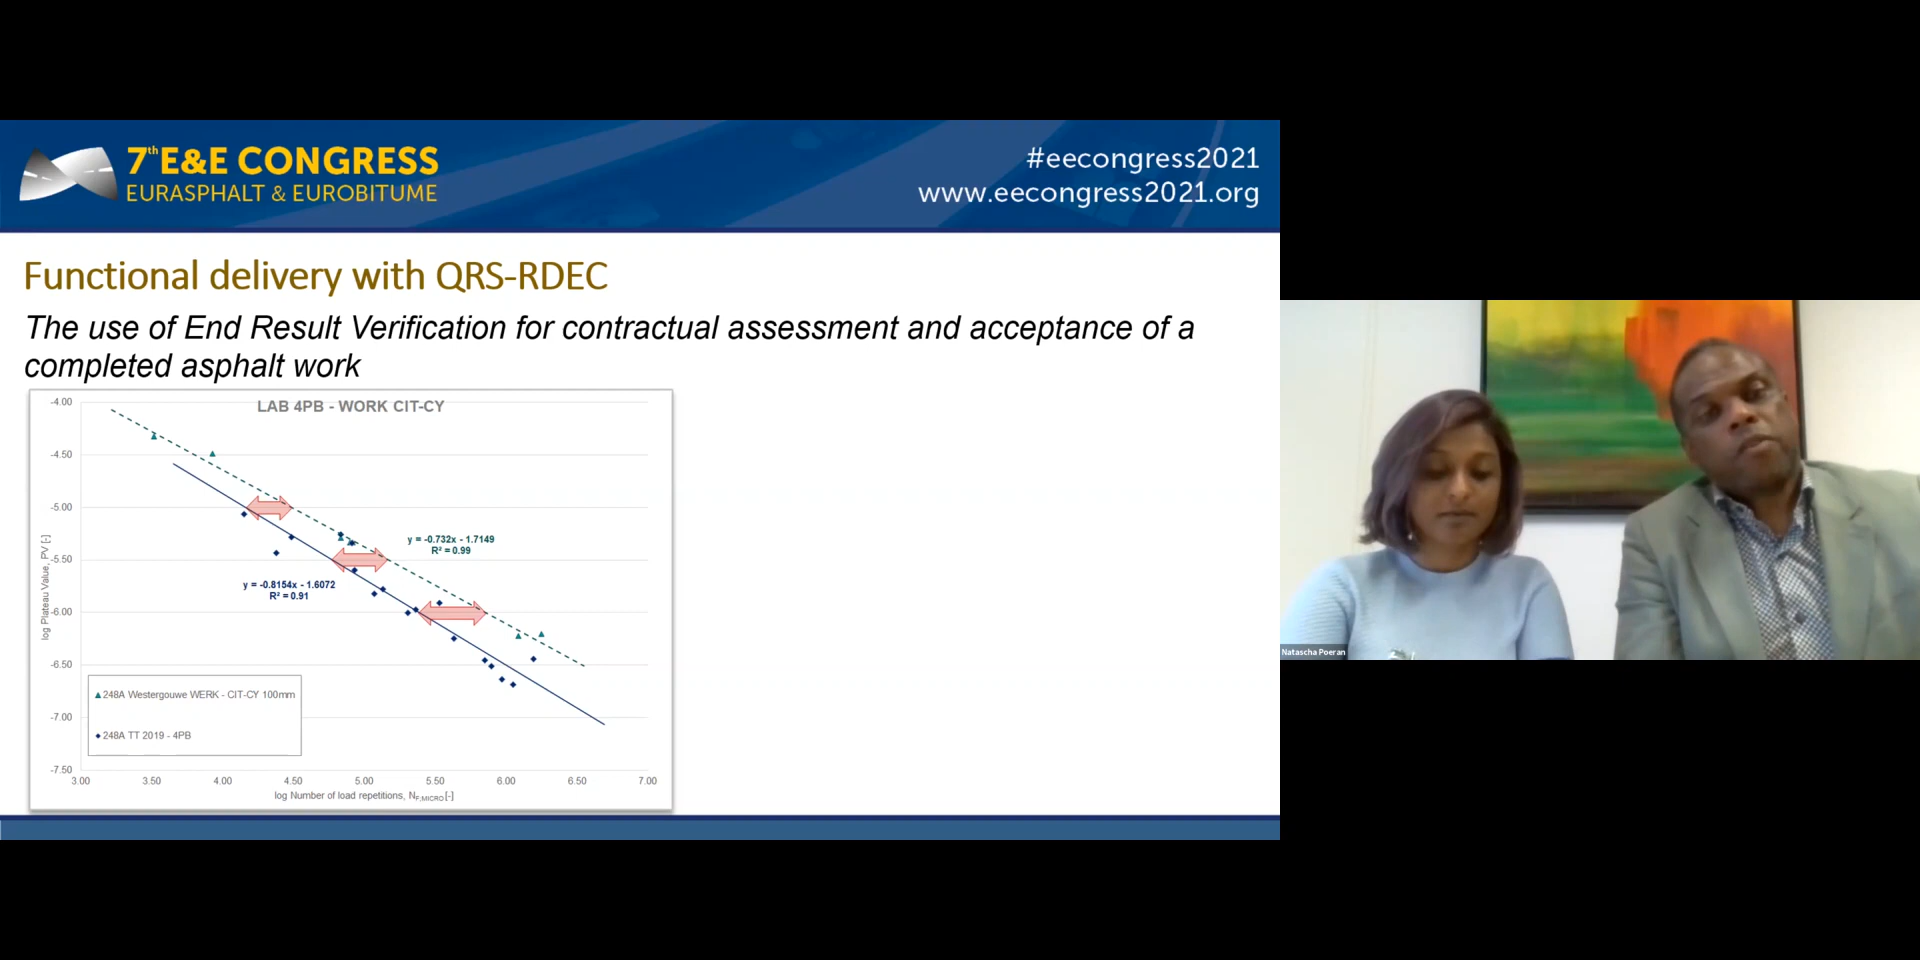 7th E&E CONGRESS
EURASPHALT & EUROBITUME
#eecongress2021
www.eecongress2021.org
Functional delivery with QRS-RDEC
The use of End Result Verification for contractual assessment and acceptance of a
completed asphalt work
LAB 4PB - WORK CIT-CY
-4.00
-4.50
-5.00
-5.50
-6.00
-6.50
-7.00
-7.50
log Plateau Value, PV [-]
y = -0.732x - 1.7149
R² = 0.99
y = -0.8154x - 1.6072
R² = 0.91
248A Westergouwe WERK - CIT-CY 100mm
248A TT 2019 - 4PB
3.00 3.50 4.00 4.50 5.00 5.50 6.00 6.50 7.00
log Number of load repetitions, NF;MICRO [-]
Natascha Poeran